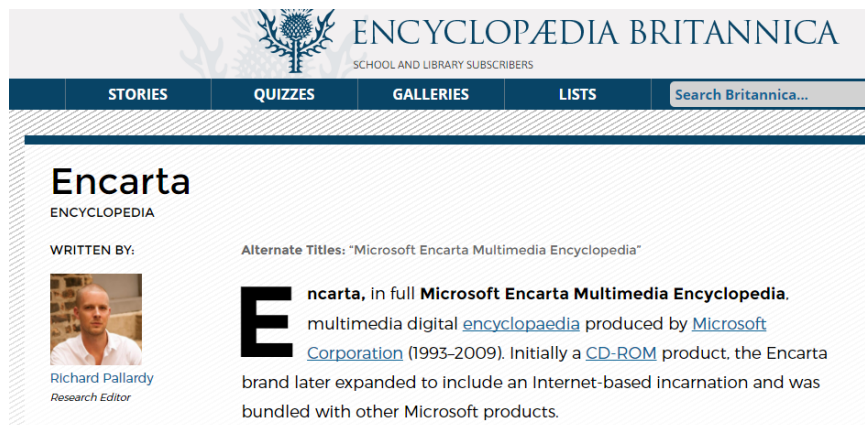 ENCYCLOPÆDIA BRITANNICA
SCHOOL AND LIBRARY SUBSCRIBERS
STORIES QUIZZES GALLERIES LISTS Search Britannica...
Encarta
ENCYCLOPEDIA
WRITTEN BY:
Richard Pallardy
Research Editor
Alternate Titles: “Microsoft Encarta Multimedia Encyclopedia”
Encarta, in full Microsoft Encarta Multimedia Encyclopedia,
multimedia digital encyclopaedia produced by Microsoft
Corporation (1993–2009). Initially a CD-ROM product, the Encarta
brand later expanded to include an Internet-based incarnation and was
bundled with other Microsoft products.